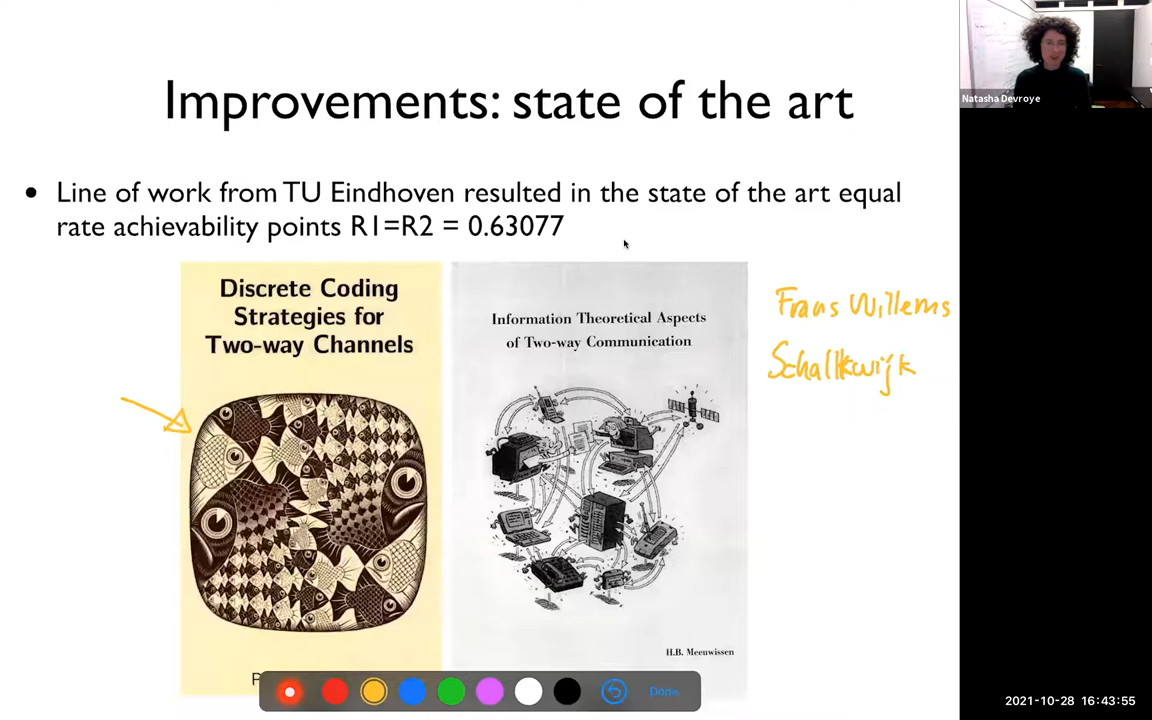 Improvements: state of the art
Natasha Devroye
• Line of work from TU Eindhoven resulted in the state of the art equal
rate achievability points R1=R2 = 0.63077
Discrete Coding
Strategies for
Two-way Channels
Information Theoretical Aspects
of Two-way Communication
H.B. Meeuwissen
Frans Willems
Schalkwijk
Done
2021-10-28 16:43:55